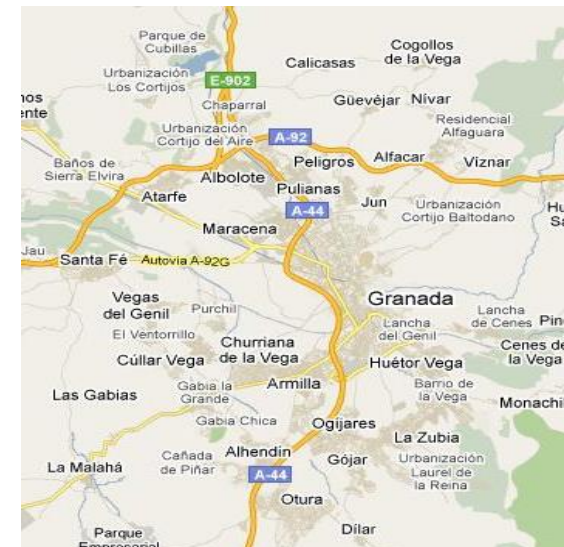 Parque de
Cubillas
Cogollos
de la Vega
Calicasas
Urbanización
Los Cortijos
E-902
Chaparral
Güevéjar
Nívar
nos
ente
Urbanización
Cortijo del Aire
A-92
Residencial
Alfaguara
Baños de
Sierra Elvira
Peligros
Alfacar
Víznar
Albolote
Atarfe
Pulianas
A-44
Jun
Urbanización
Cortijo Baltodano
Hu
Sa
Maracena
Jau
Santa Fé
Autovia A-92G
Vegas
del Genil
Purchil
Granada
Lancha
de Cenes
Pin
El Ventorrillo
Lancha
del Genil
Churriana
de la Vega
Cenes de
la Vega
Cúllar Vega
Huétor Vega
Las Gabias
Gabia la
Grande
Armilla
Barrio de
la Vega
Monachi
Gabia Chica
Ogíjares
La Zubia
Cañada
de Piñar
Alhendín
Gójar
Urbanización
Laurel de
la Reina
La Malahá
A-44
Otura
Dílar
Parque
Empresarial